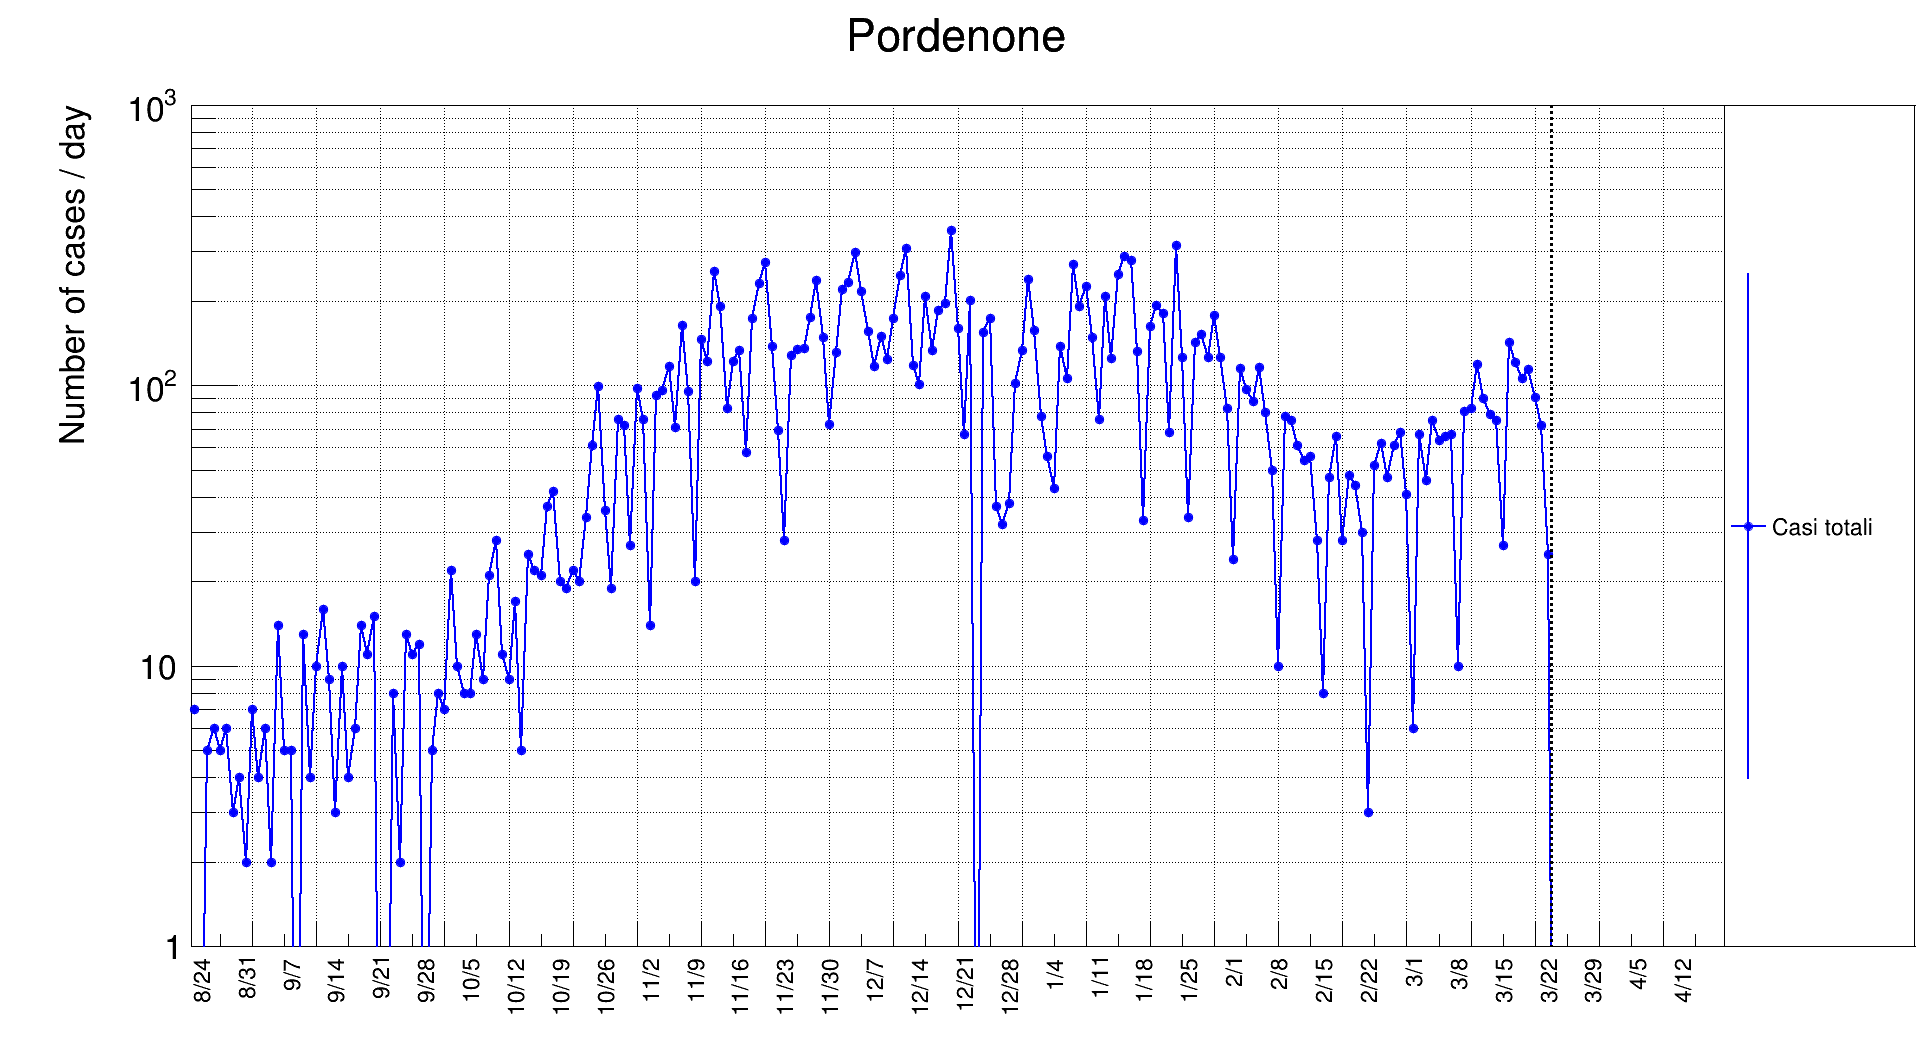 Pordenone
Number of cases / day
10³
10²
10
1
8/24 8/31 9/7 9/14 9/21 9/28 10/5 10/12 10/19 10/26 11/2 11/9 11/16 11/23 11/30 12/7 12/14 12/21 12/28 1/4 1/11 1/18 1/25 2/1 2/8 2/15 2/22 3/1 3/8 3/15 3/22 3/29 4/5 4/12
Casi totali